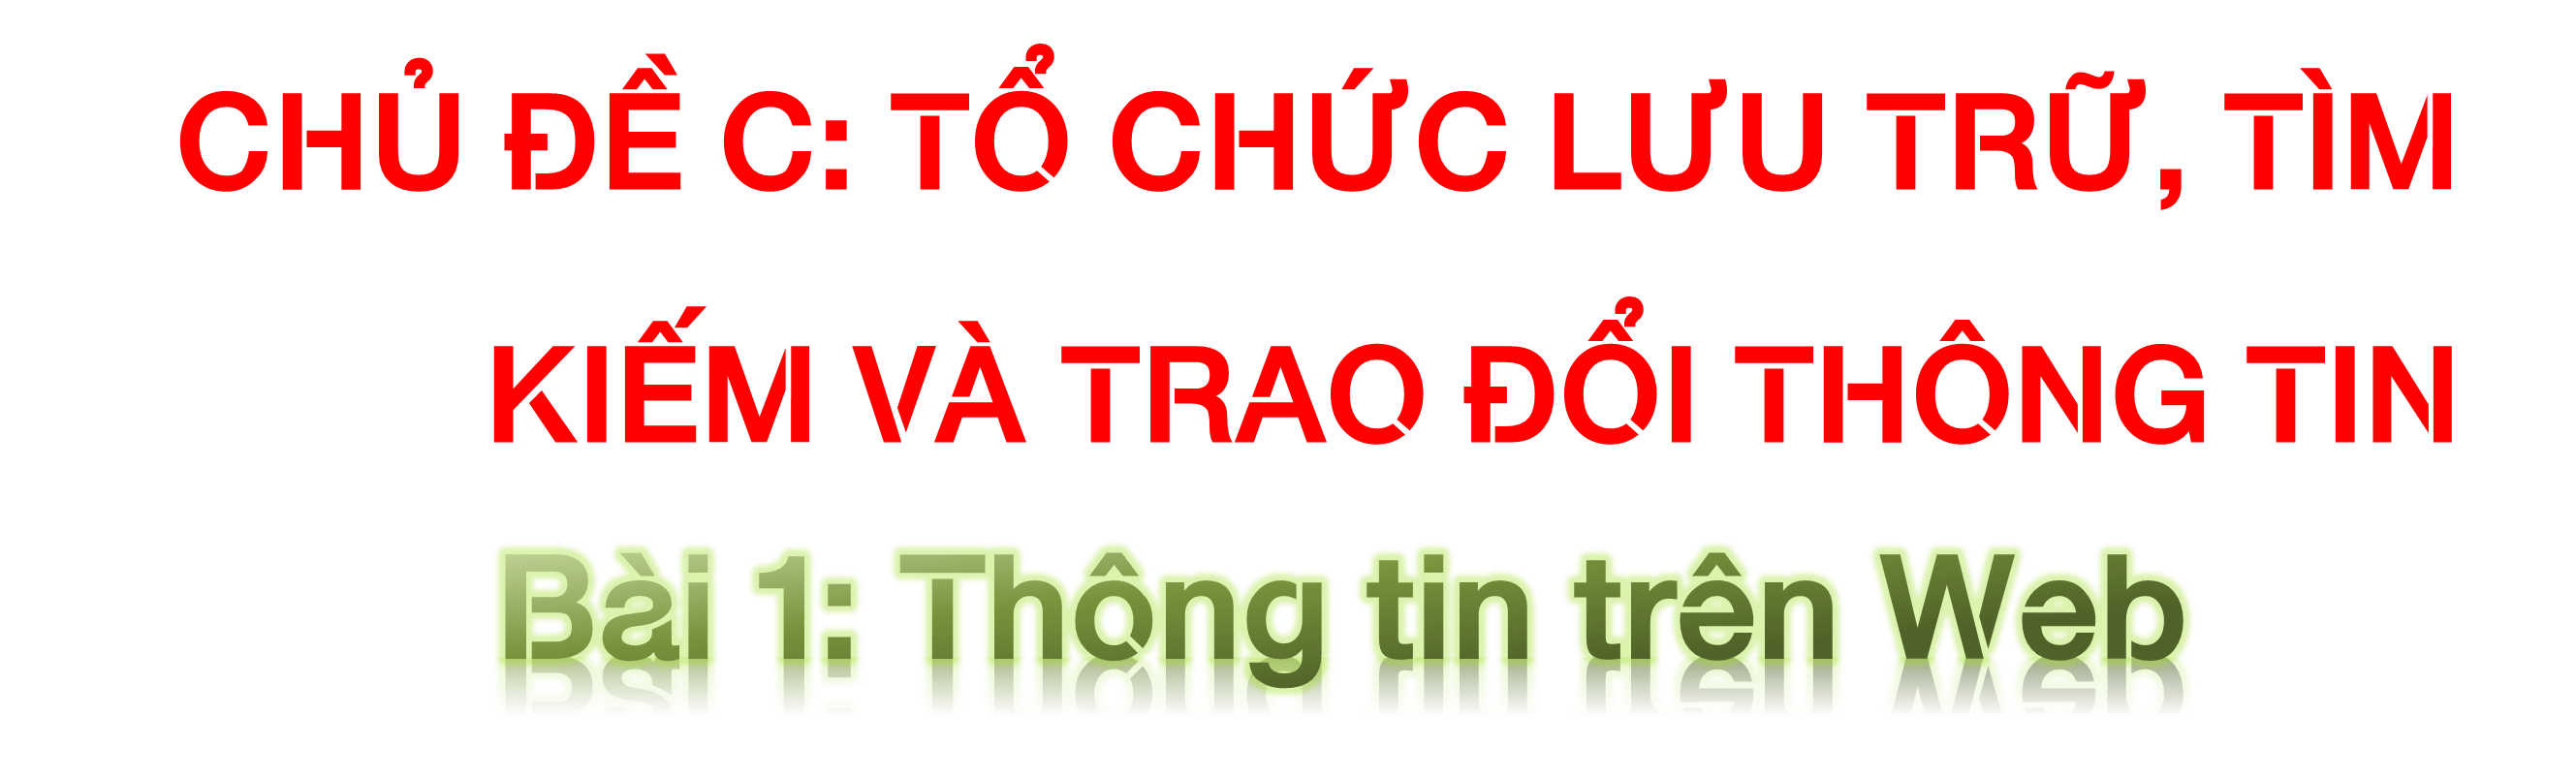 CHỦ ĐỀ C: TỔ CHỨC LƯU TRỮ, TÌM
KIẾM VÀ TRAO ĐỔI THÔNG TIN
Bài 1: Thông tin trên Web